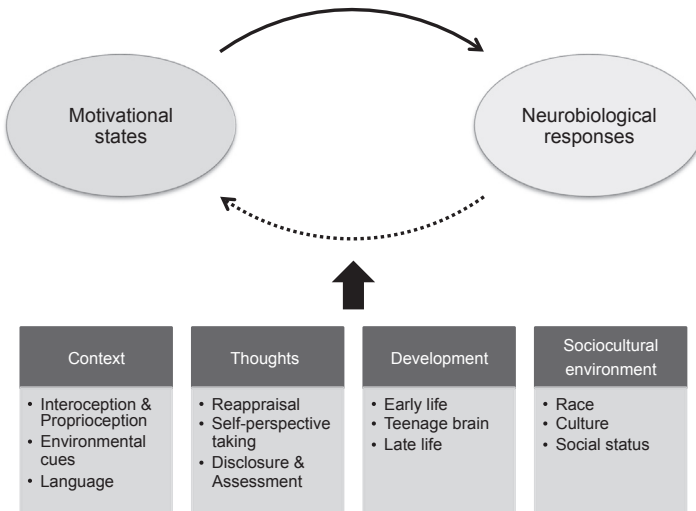 Motivational
states
Neurobiological
responses
Context
• Interoception &
Proprioception
• Environmental
cues
• Language
Thoughts
• Reappraisal
• Self-perspective
taking
• Disclosure &
Assessment
Development
• Early life
• Teenage brain
• Late life
Sociocultural
environment
• Race
• Culture
• Social status